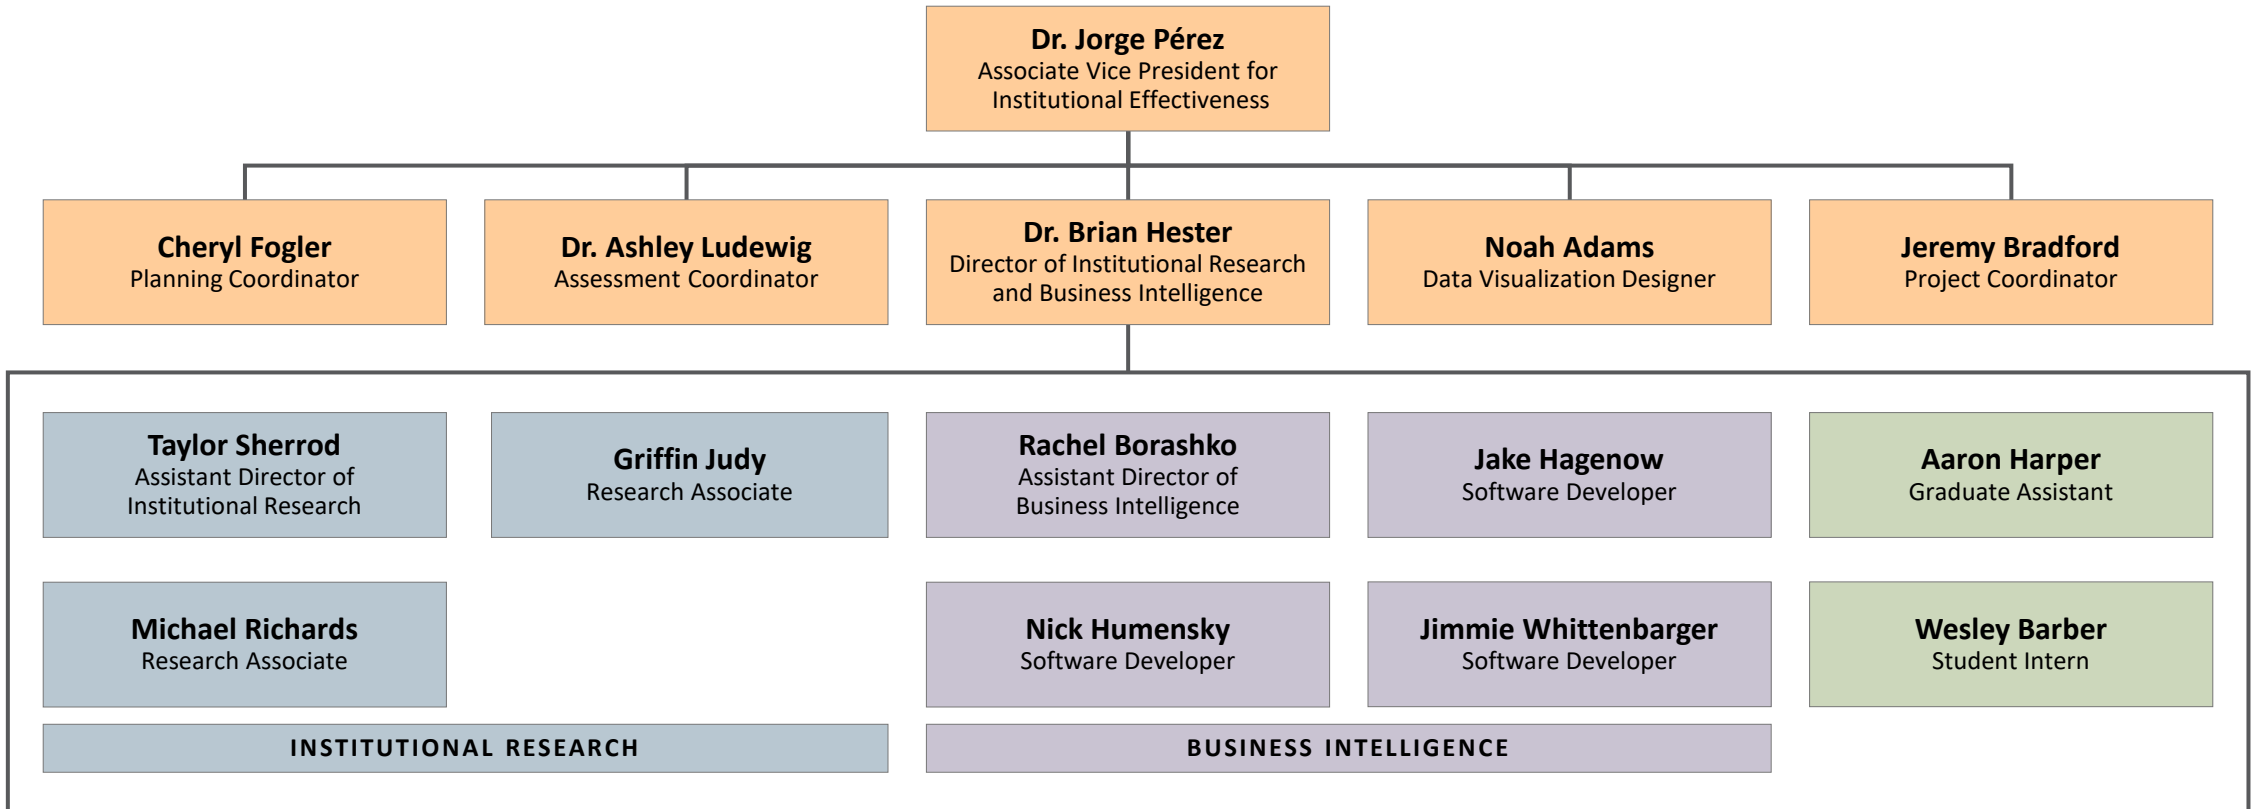 Dr. Jorge Pérez
Associate Vice President for
Institutional Effectiveness
Cheryl Fogler
Planning Coordinator
Dr. Ashley Ludewig
Assessment Coordinator
Dr. Brian Hester
Director of Institutional Research
and Business Intelligence
Noah Adams
Data Visualization Designer
Jeremy Bradford
Project Coordinator
Taylor Sherrod
Assistant Director of
Institutional Research
Griffin Judy
Research Associate
Rachel Borashko
Assistant Director of
Business Intelligence
Jake Hagenow
Software Developer
Aaron Harper
Graduate Assistant
Michael Richards
Research Associate
Nick Humensky
Software Developer
Jimmie Whittenbarger
Software Developer
Wesley Barber
Student Intern
INSTITUTIONAL RESEARCH
BUSINESS INTELLIGENCE